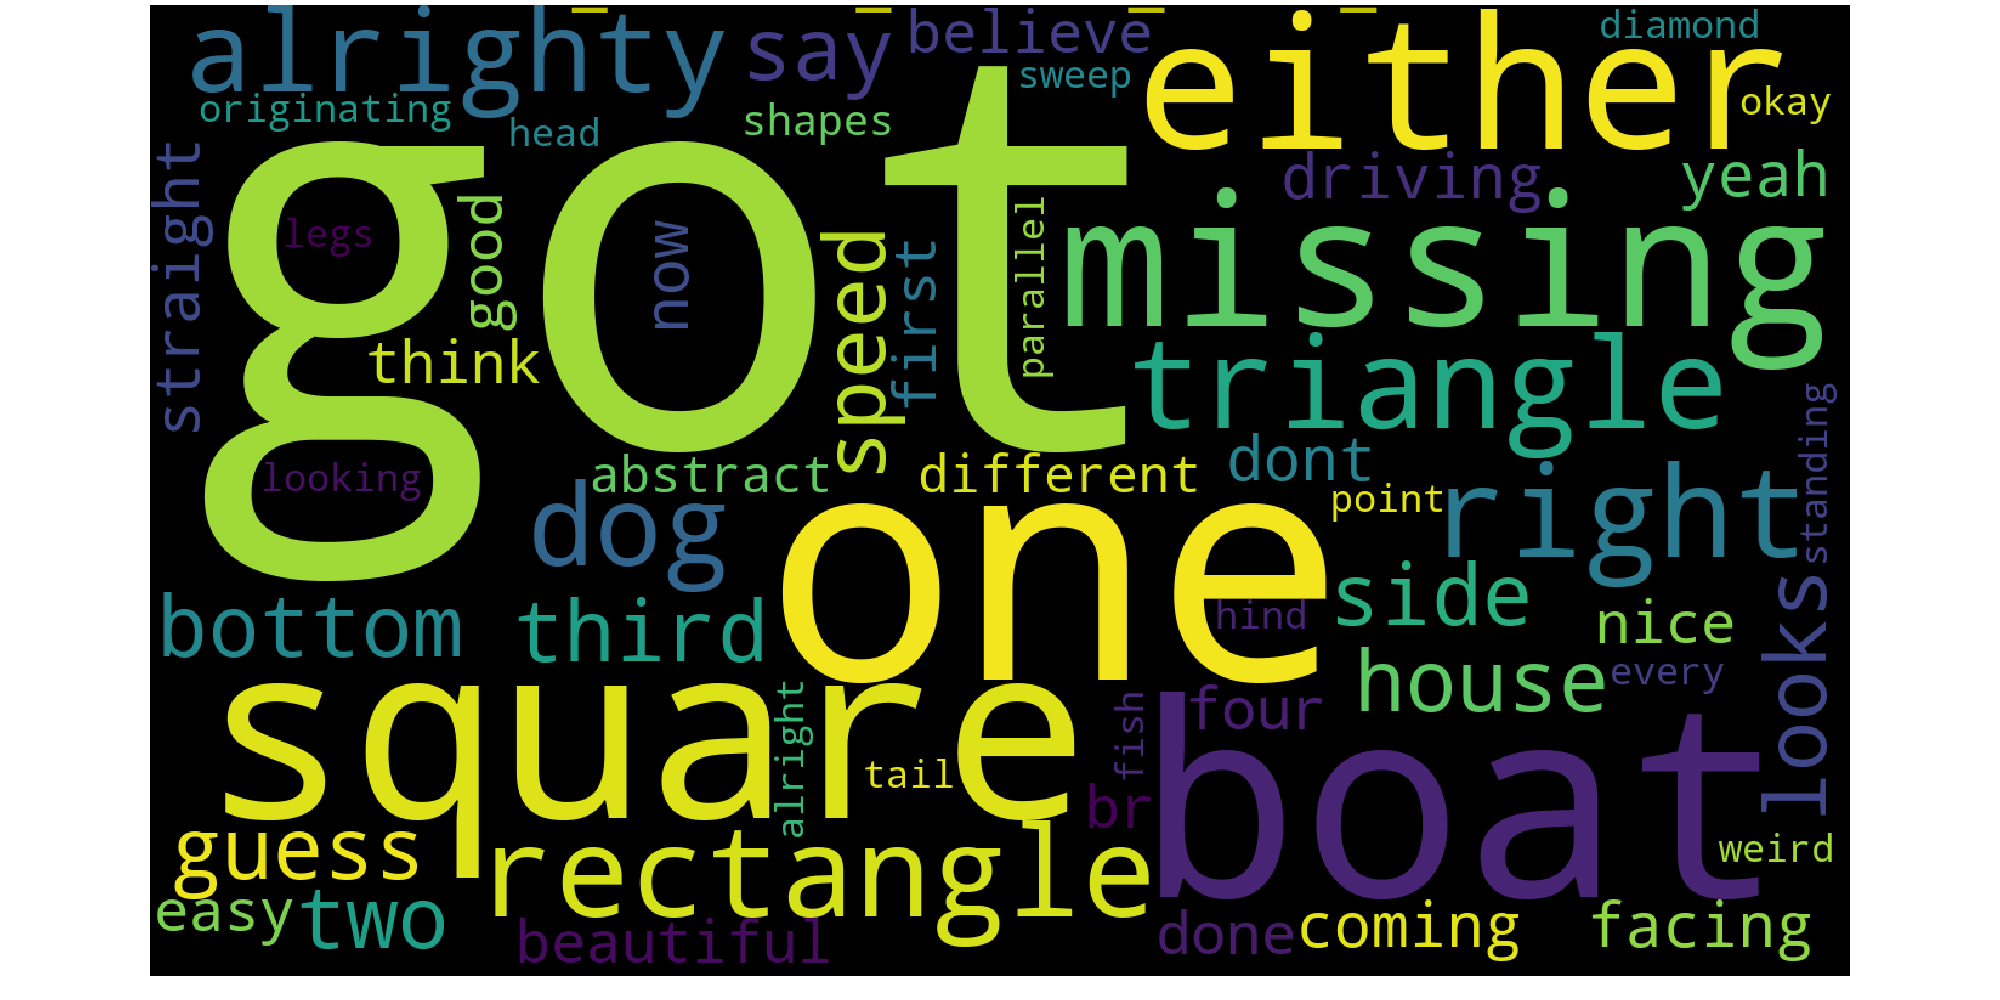 alrighty
say
believe
either
diamond
sweep
okay
originating
head
shapes
got
driving
yeah
straight
legs
good
now
speed
first
parallel
missing
think
triangle
looking
abstract
different
dont
point
right
standing
dog
one
bottom
third
hind
side
nice
looks
square
house
every
alright
tail
fish
four
boat
br
guess
rectangle
weird
easy
two
beautiful
done
coming
facing